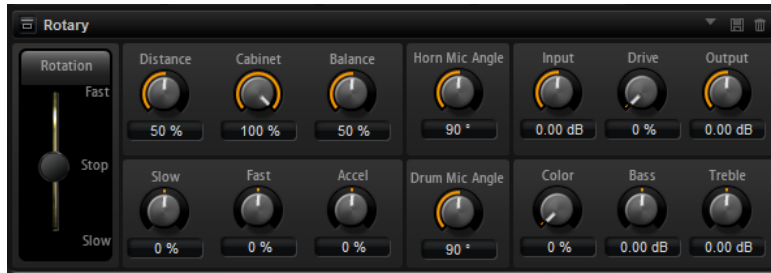 Rotary
Rotation
Fast
Stop
Slow
Distance Cabinet Balance
50 % 100 % 50 %
Slow Fast Accel
0 % 0 % 0 %
Horn Mic Angle
90 °
Drum Mic Angle
90 °
Input Drive Output
0.00 dB 0 % 0.00 dB
Color Bass Treble
0 % 0.00 dB 0.00 dB